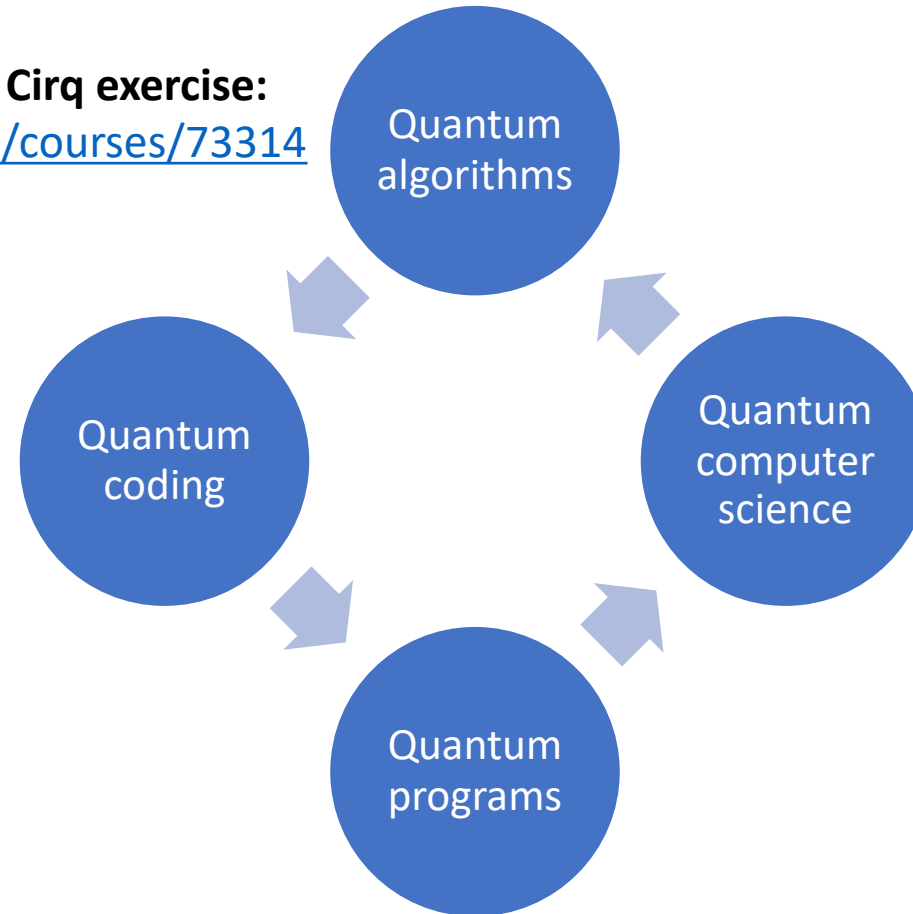 Cirq exercise:
/courses/73314
Quantum
algorithms
Quantum
coding
Quantum
computer
science
Quantum
programs